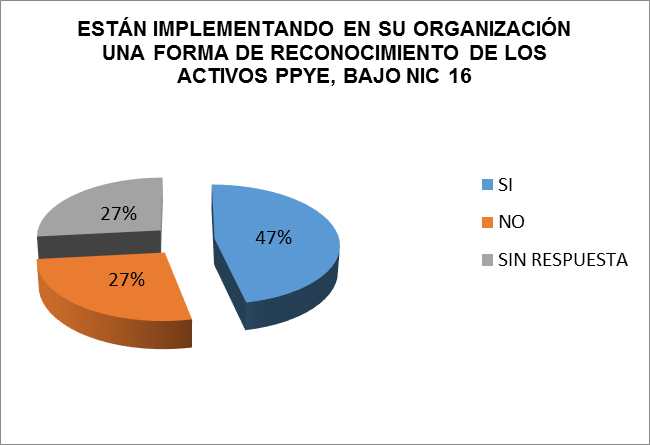 ESTÁN IMPLEMENTANDO EN SU ORGANIZACIÓN
UNA FORMA DE RECONOCIMIENTO DE LOS
ACTIVOS PPYE, BAJO NIC 16
27%
47%
27%
SI
NO
SIN RESPUESTA